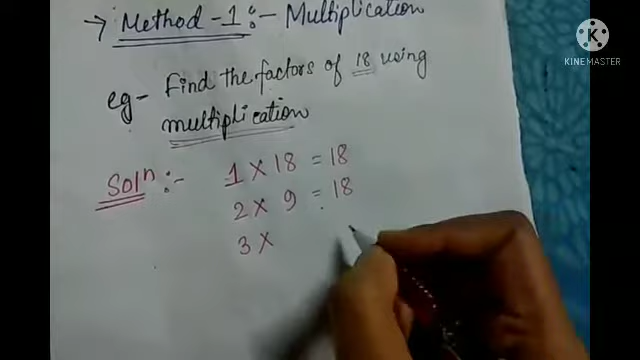 → Method-1:- Multiplication
eg- Find the factors of 18 using
multiplication
Solⁿ:- 1 × 18 = 18
2 × 9 = 18
3 ×
KINEMASTER